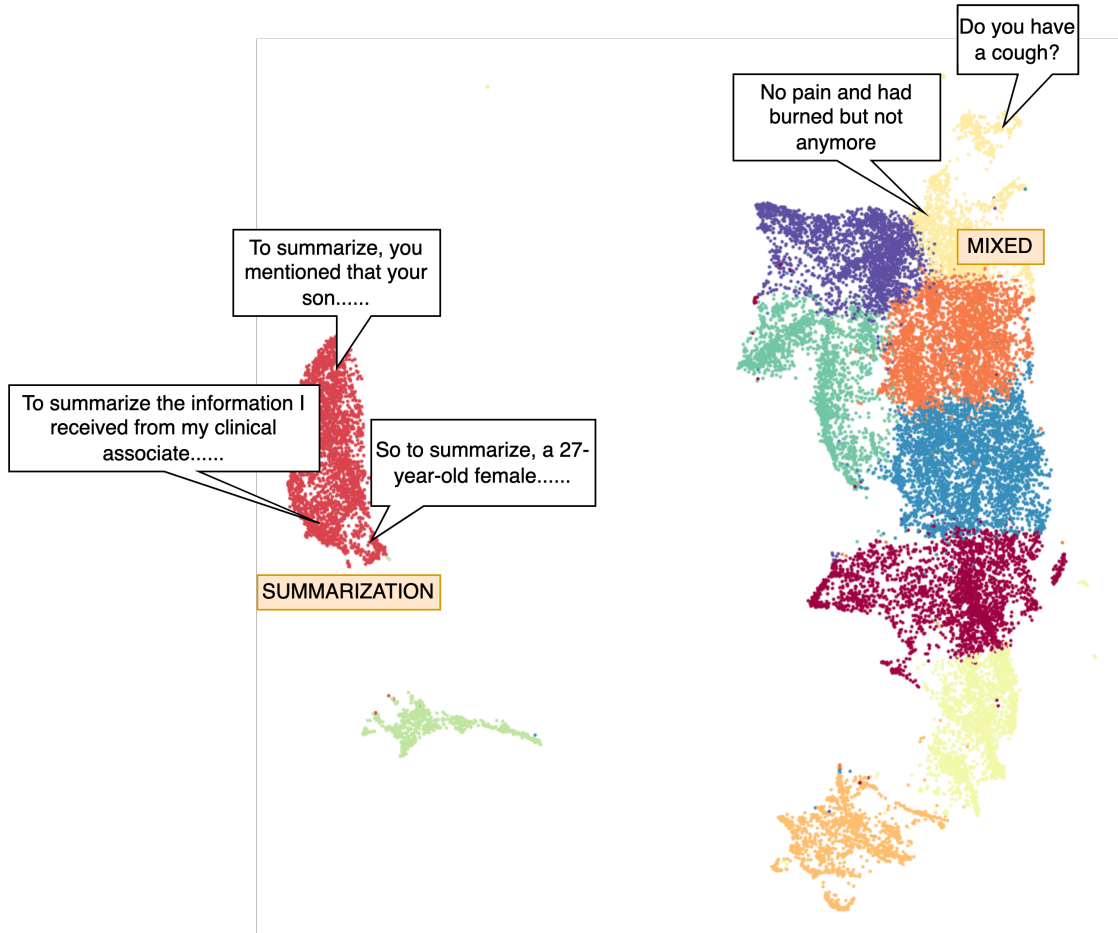 Do you have
a cough?
No pain and had
burned but not
anymore
MIXED
To summarize, you
mentioned that your
son......
To summarize the information I
received from my clinical
associate......
So to summarize, a 27-
year-old female......
SUMMARIZATION